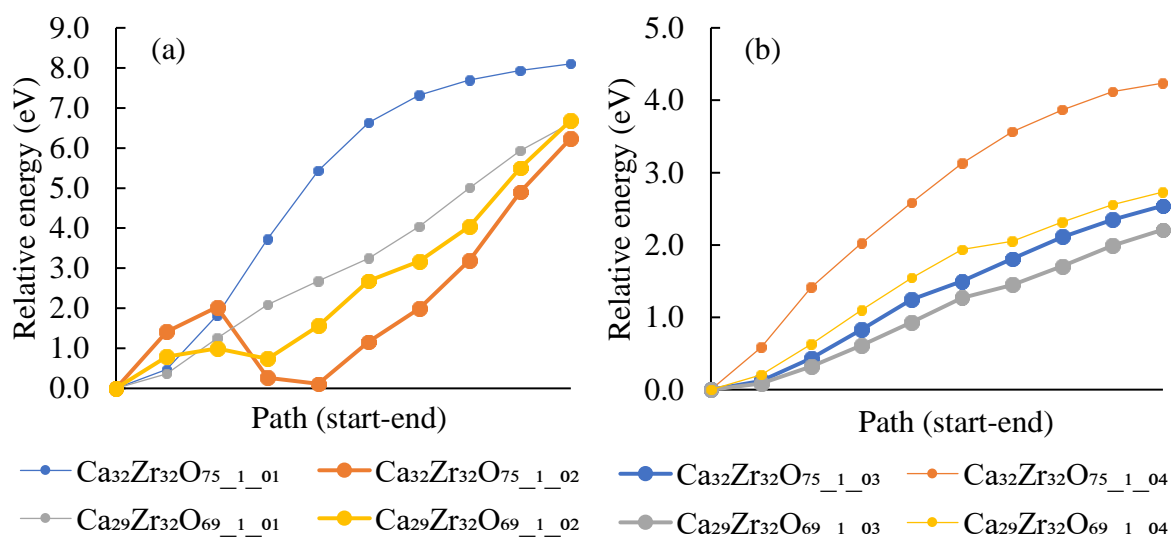 (a)
Relative energy (eV)
9.0
8.0
7.0
6.0
5.0
4.0
3.0
2.0
1.0
0.0
Path (start-end)
Ca₃₂Zr₃₂O₇₅_1_01
Ca₃₂Zr₃₂O₇₅_1_02
Ca₂₉Zr₃₂O₆₉_1_01
Ca₂₉Zr₃₂O₆₉_1_02
(b)
Relative energy (eV)
5.0
4.0
3.0
2.0
1.0
0.0
Path (start-end)
Ca₃₂Zr₃₂O₇₅_1_03
Ca₃₂Zr₃₂O₇₅_1_04
Ca₂₉Zr₃₂O₆₉_1_03
Ca₂₉Zr₃₂O₆₉_1_04